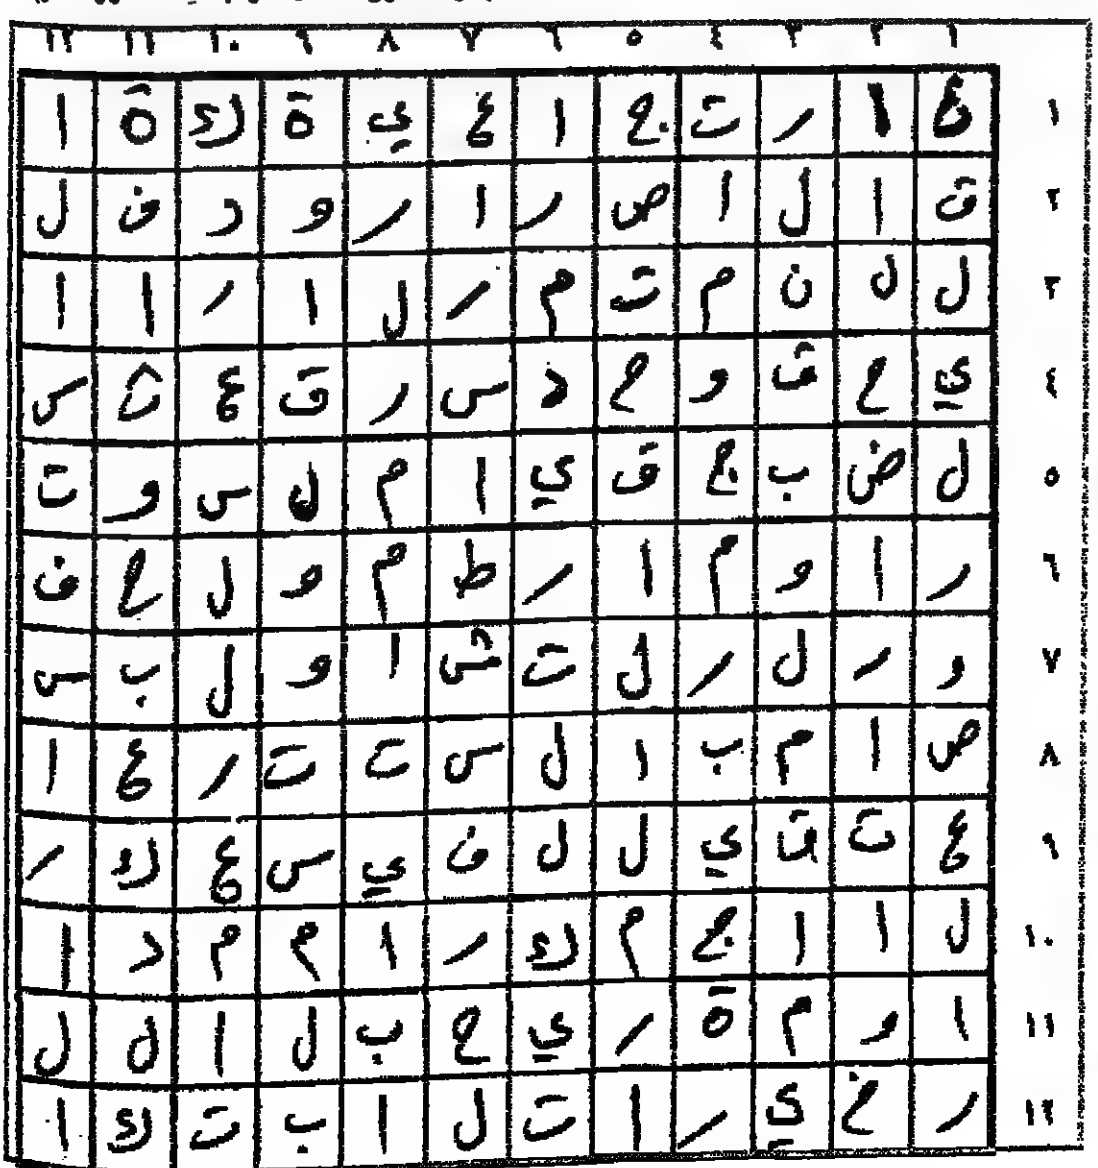 ١ ٢ ٣ ٤ ٥ ٦ ٧ ٨ ٩ ١٠ ١١ ١٢
١ ع ا ر ت ج ا ع ي ة ك ة ا
٢ ق ا ل ا ص ر ا ر و د ف ل
٣ ل ل ن م ت م ر ل ا ر ا ا
٤ ي ح ق و ح د س ر ق ع ث س
٥ ل ض ب ج ق ي ا م ل س و ت
٦ ر ا و م ا ر ط م و ل ح ف
٧ و ر ل ر ل ت ش ا و ل ب س
٨ ص ا م ب ا ل س ت ت ر ع ا
٩ ع ت ق ي ل ل ف ي س ع ك ر
١٠ ل ا ا ج م ك ر ا م م د ا
١١ ا و م ة ر ي ح ب ل ا ل ل
١٢ ر خ ي ر ا ت ل ا ب ت ك ا